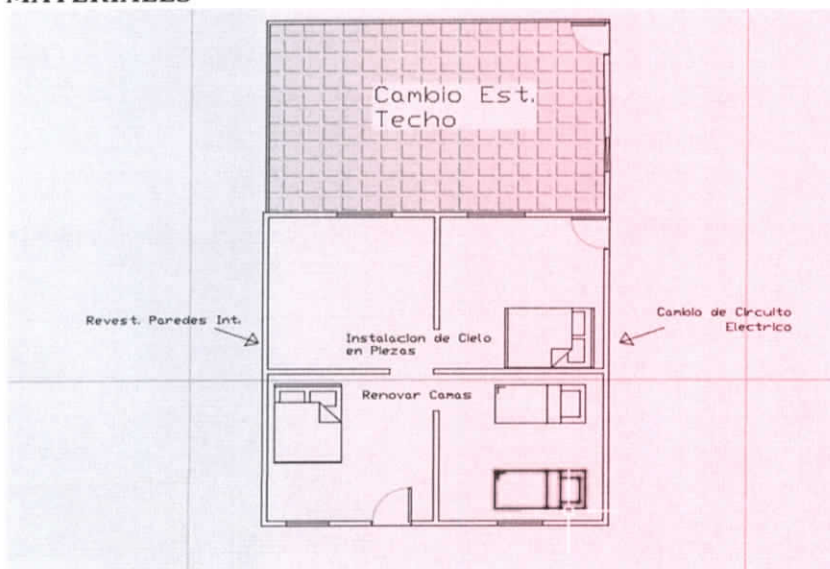 MATERIALES
Cambio Est.
Techo
Revest. Paredes Int.
Cambio de Circuito
Electrico
Instalacion de Cielo
en Piezas
Renovar Camas